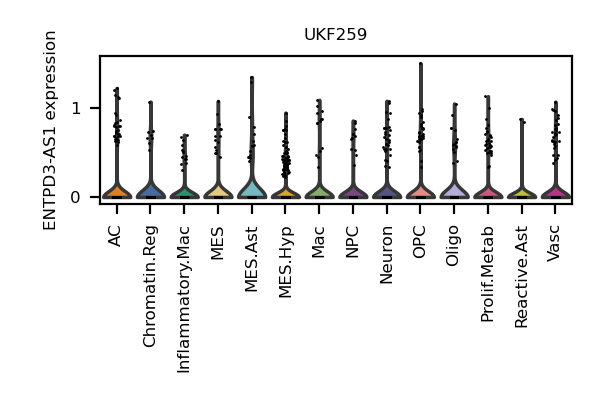 UKF259
ENTPD3-AS1 expression
1
0
AC
Chromatin.Reg
Inflammatory.Mac
MES
MES.Ast
MES.Hyp
Mac
NPC
Neuron
OPC
Oligo
Prolif.Metab
Reactive.Ast
Vasc